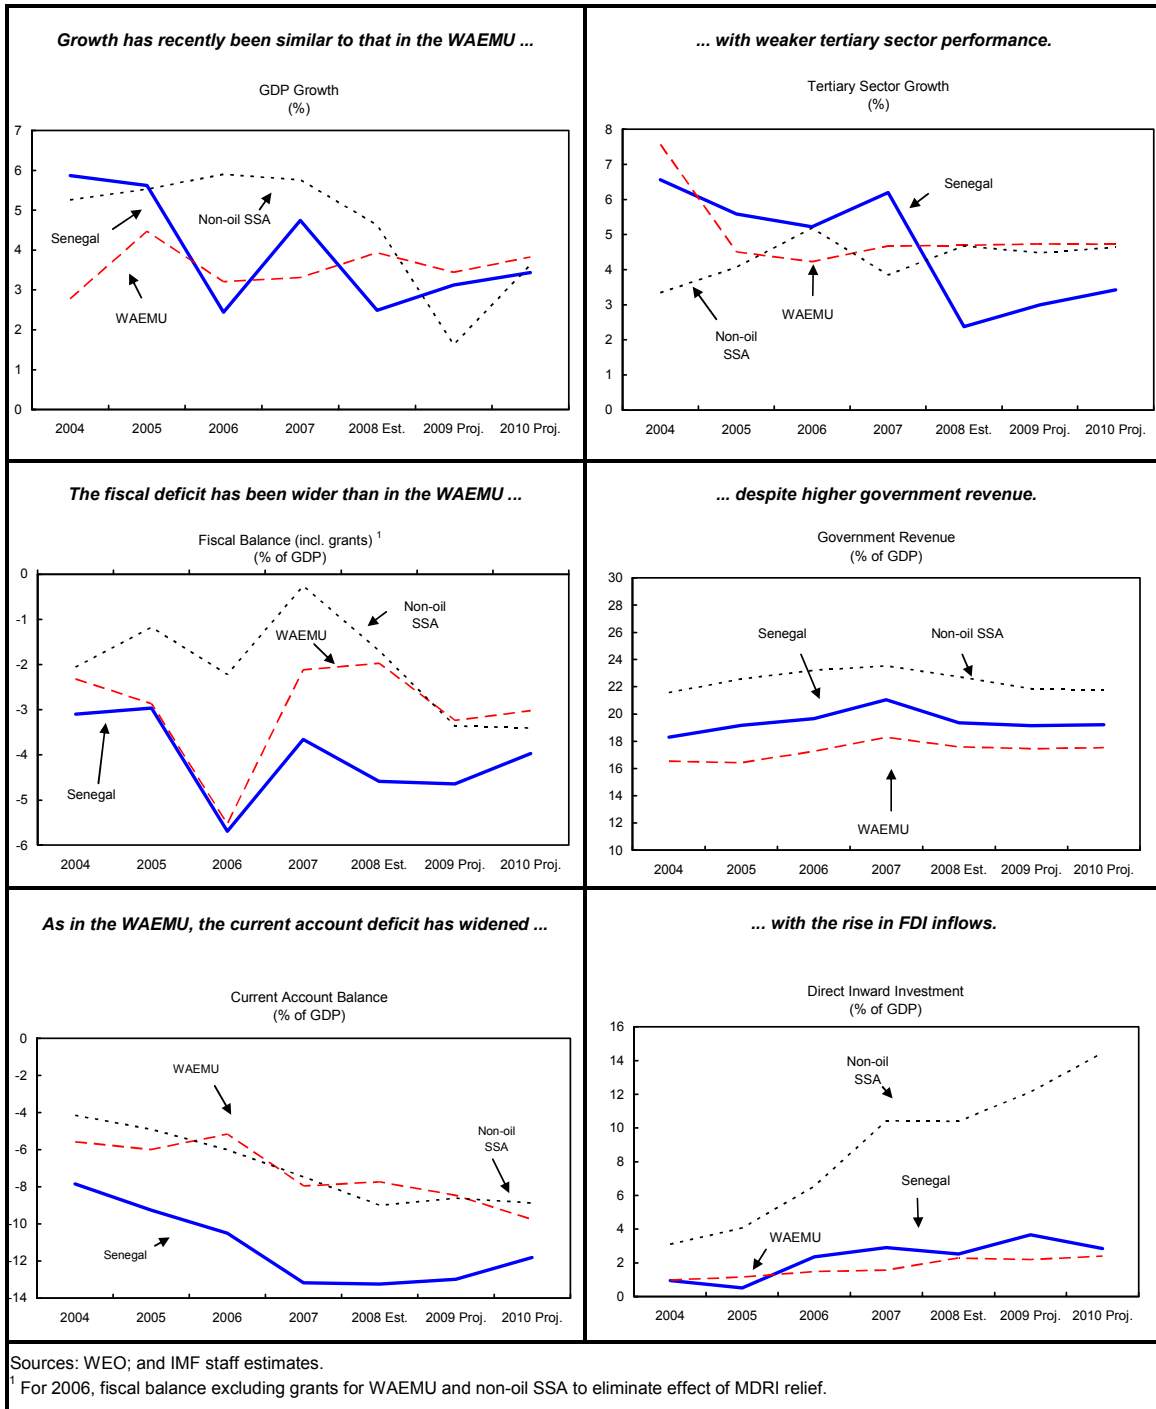 Growth has recently been similar to that in the WAEMU ...
GDP Growth
(%)
7
6
5
4
3
2
1
0
Senegal
Non-oil SSA
WAEMU
2004 2005 2006 2007 2008 Est. 2009 Proj. 2010 Proj.
... with weaker tertiary sector performance.
Tertiary Sector Growth
(%)
8
7
6
5
4
3
2
1
0
Senegal
Non-oil
SSA
WAEMU
2004 2005 2006 2007 2008 Est. 2009 Proj. 2010 Proj.
The fiscal deficit has been wider than in the WAEMU ...
Fiscal Balance (incl. grants) 1
(% of GDP)
0
-1
-2
-3
-4
-5
-6
Non-oil
SSA
WAEMU
Senegal
2004 2005 2006 2007 2008 Est. 2009 Proj. 2010 Proj.
... despite higher government revenue.
Government Revenue
(% of GDP)
30
28
26
24
22
20
18
16
14
12
10
Senegal
Non-oil SSA
WAEMU
2004 2005 2006 2007 2008 Est. 2009 Proj. 2010 Proj.
As in the WAEMU, the current account deficit has widened ...
Current Account Balance
(% of GDP)
0
-2
-4
-6
-8
-10
-12
-14
WAEMU
Non-oil
SSA
Senegal
2004 2005 2006 2007 2008 Est. 2009 Proj. 2010 Proj.
... with the rise in FDI inflows.
Direct Inward Investment
(% of GDP)
16
14
12
10
8
6
4
2
0
Non-oil
SSA
Senegal
WAEMU
2004 2005 2006 2007 2008 Est. 2009 Proj. 2010 Proj.
Sources: WEO; and IMF staff estimates.
1 For 2006, fiscal balance excluding grants for WAEMU and non-oil SSA to eliminate effect of MDRI relief.